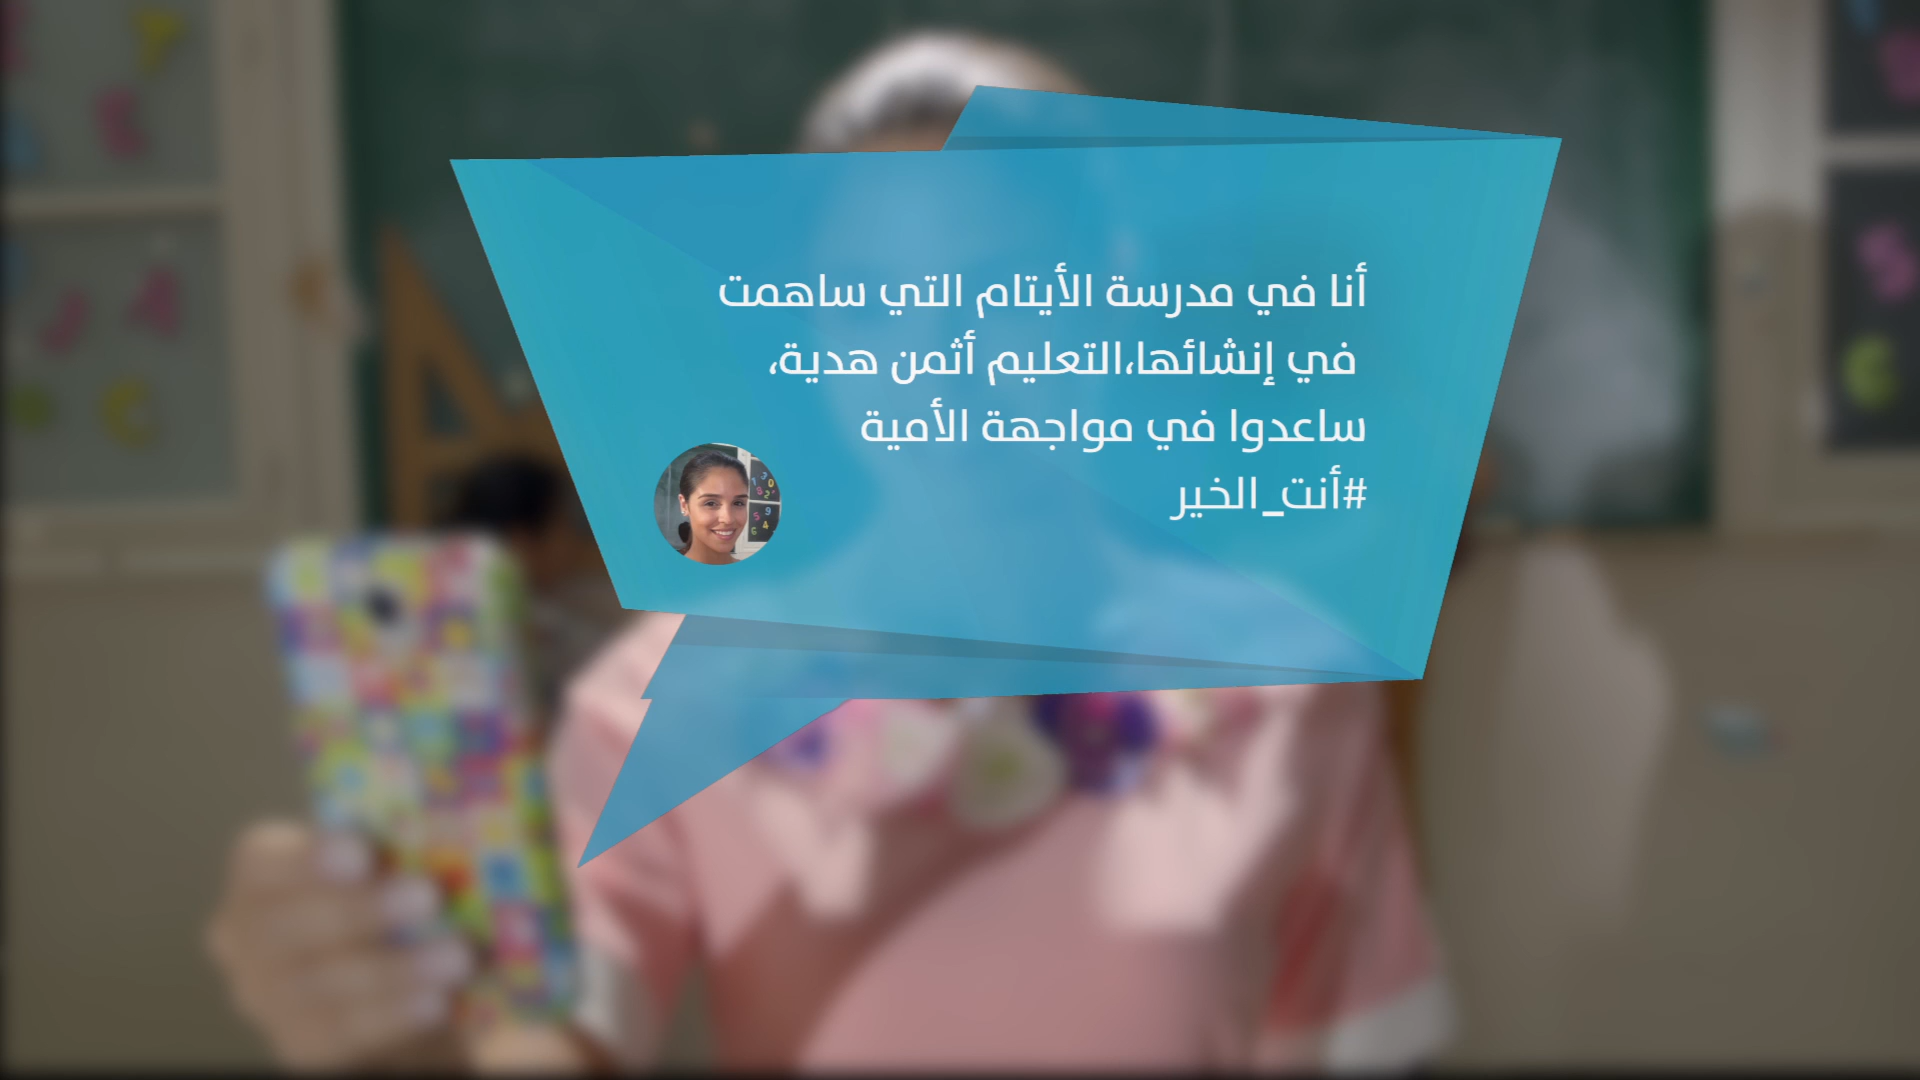 أنا في مدرسة الأيتام التي ساهمت
في إنشائها،التعليم أثمن هدية،
ساعدوا في مواجهة الأمية
#أنت_الخير